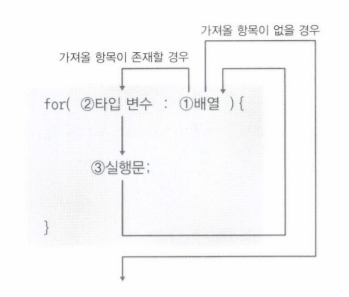 가져올 항목이 없을 경우
가져올 항목이 존재할 경우
for( ②타입 변수 : ①배열 ) {
③실행문;
}